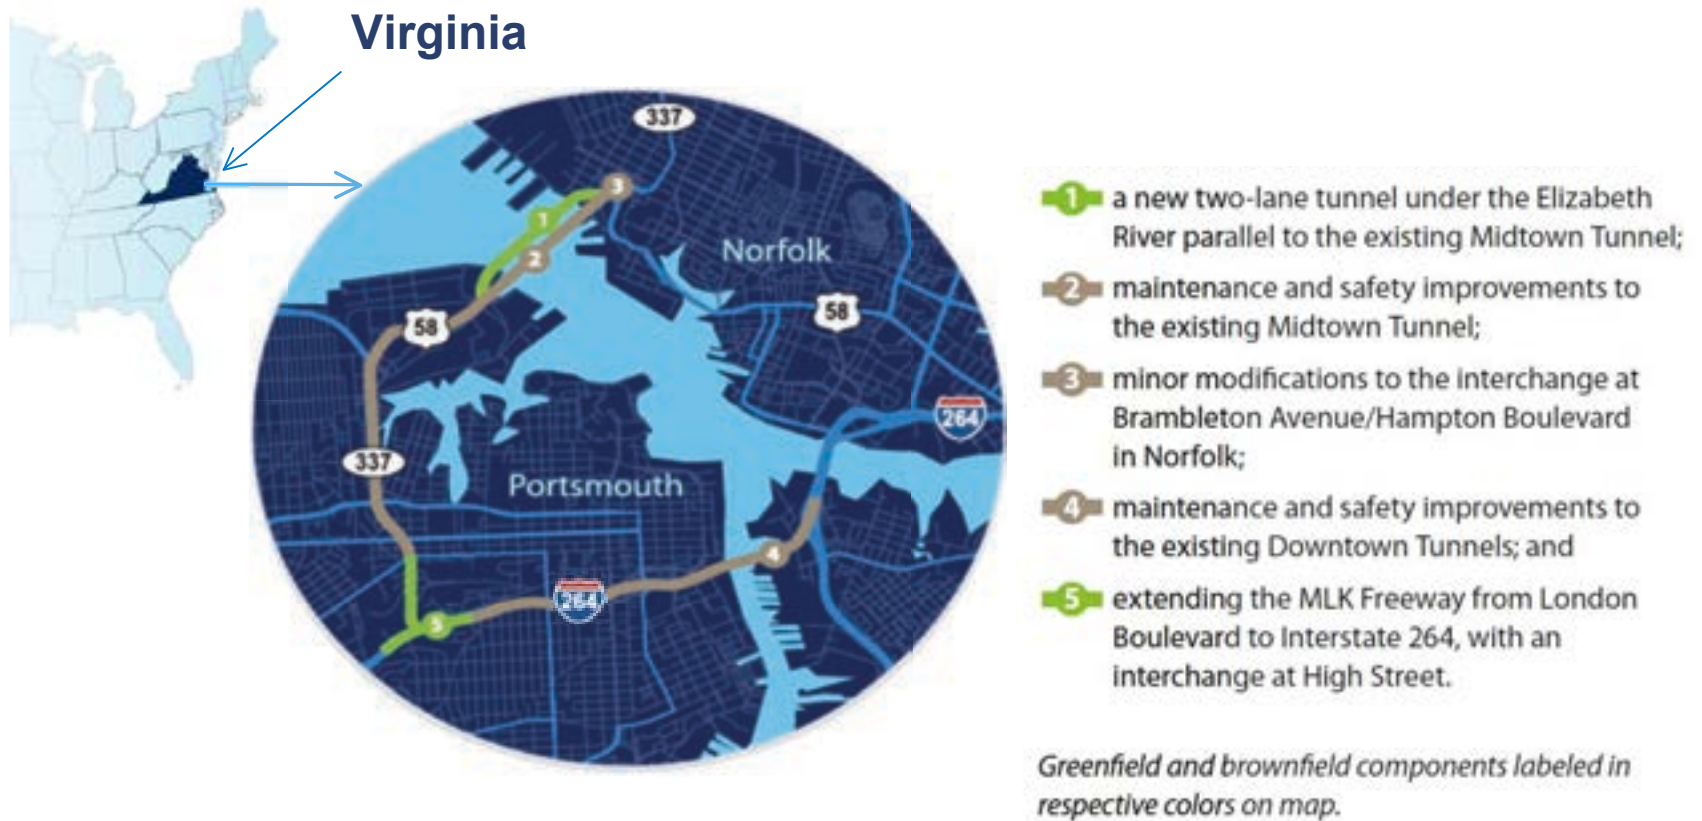 Virginia
337
3
1
2
Norfolk
58
58
264
337
Portsmouth
4
264
5
1 a new two-lane tunnel under the Elizabeth
River parallel to the existing Midtown Tunnel;
2 maintenance and safety improvements to
the existing Midtown Tunnel;
3 minor modifications to the interchange at
Brambleton Avenue/Hampton Boulevard
in Norfolk;
4 maintenance and safety improvements to
the existing Downtown Tunnels; and
5 extending the MLK Freeway from London
Boulevard to Interstate 264, with an
interchange at High Street.
Greenfield and brownfield components labeled in
respective colors on map.